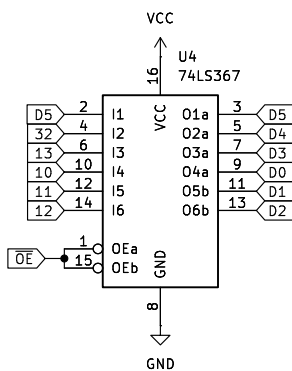 VCC
U4
74LS367
16
VCC
D5 2 I1 O1a 3 D5
32 4 I2 O2a 5 D4
13 6 I3 O3a 7 D3
10 10 I4 O4a 9 D0
11 12 I5 O5b 11 D1
12 14 I6 O6b 13 D2
1 OEa
OE
15 OEb
GND
8
GND